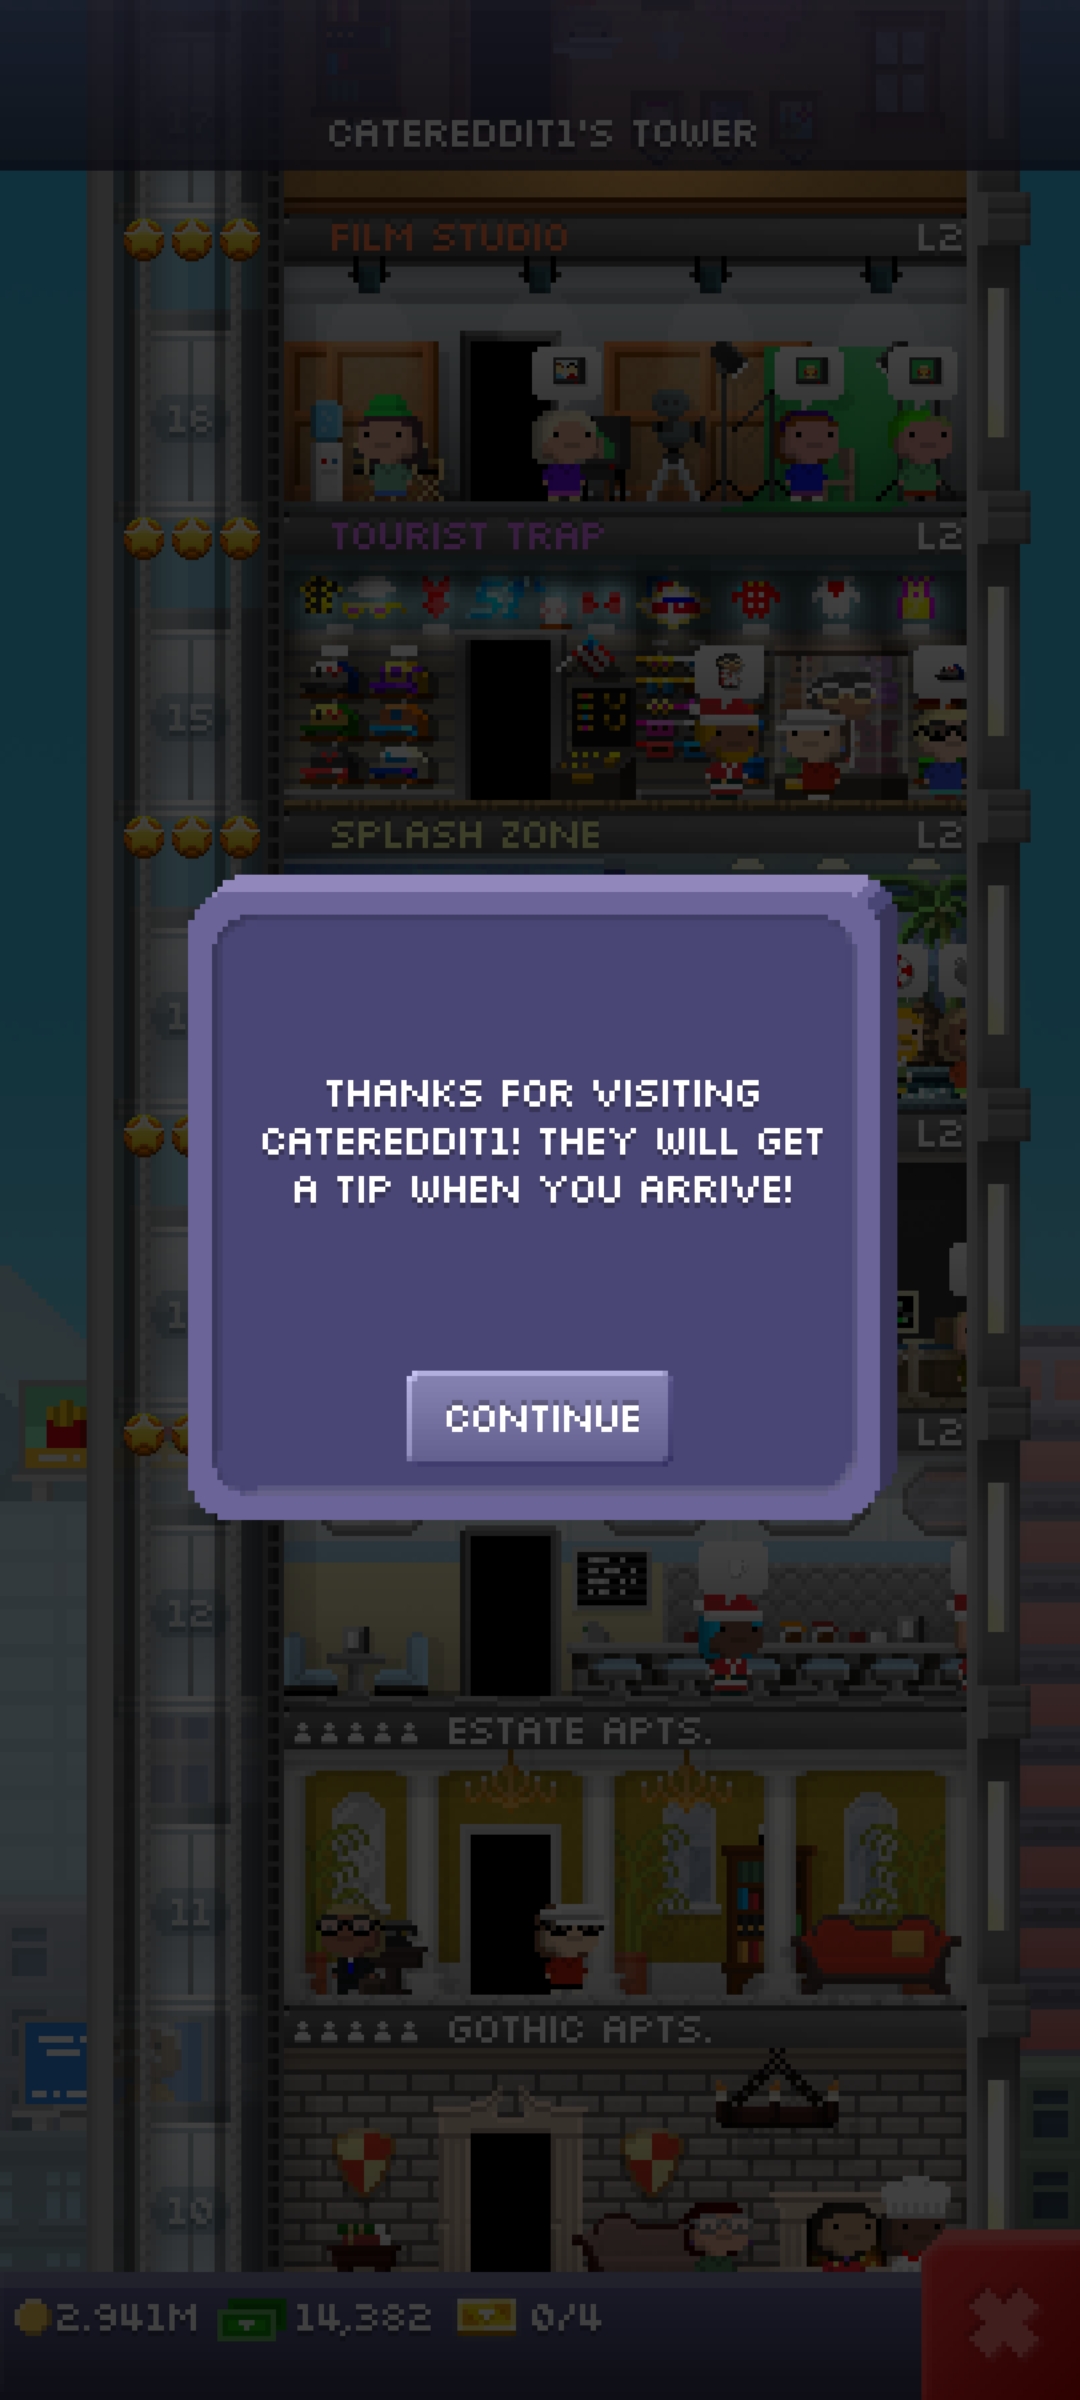 CATEREDDIT1'S TOWER
FILM STUDIO L2
16
TOURIST TRAP L2
15
SPLASH ZONE L2
L2
L2
THANKS FOR VISITING
CATEREDDIT1! THEY WILL GET
A TIP WHEN YOU ARRIVE!
CONTINUE
12
ESTATE APTS.
11
GOTHIC APTS.
10
2.941M 14,382 0/4